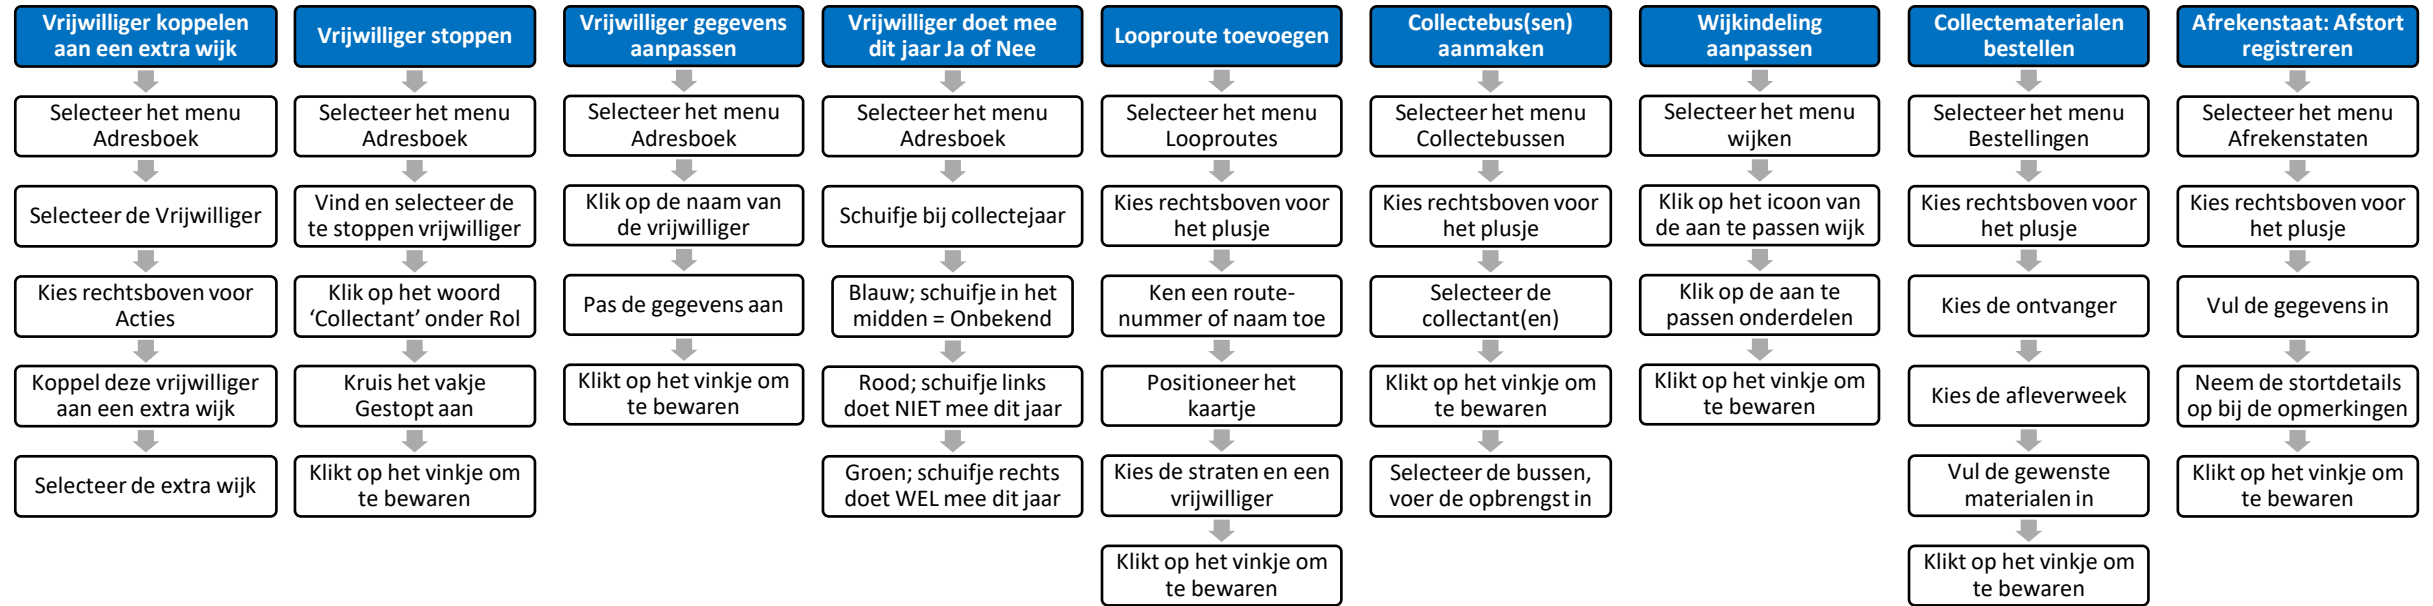 Vrijwilliger koppelen
aan een extra wijk
Selecteer het menu
Adresboek
Selecteer de Vrijwilliger
Kies rechtsboven voor
Acties
Koppel deze vrijwilliger
aan een extra wijk
Selecteer de extra wijk
Vrijwilliger stoppen
Selecteer het menu
Adresboek
Vind en selecteer de
te stoppen vrijwilliger
Klik op het woord
‘Collectant’ onder Rol
Kruis het vakje
Gestopt aan
Klikt op het vinkje om
te bewaren
Vrijwilliger gegevens
aanpassen
Selecteer het menu
Adresboek
Klik op de naam van
de vrijwilliger
Pas de gegevens aan
Klikt op het vinkje om
te bewaren
Vrijwilliger doet mee
dit jaar Ja of Nee
Selecteer het menu
Adresboek
Schuifje bij collectejaar
Blauw; schuifje in het
midden = Onbekend
Rood; schuifje links
doet NIET mee dit jaar
Groen; schuifje rechts
doet WEL mee dit jaar
Looproute toevoegen
Selecteer het menu
Looproutes
Kies rechtsboven voor
het plusje
Ken een route-
nummer of naam toe
Positioneer het
kaartje
Kies de straten en een
vrijwilliger
Klikt op het vinkje om
te bewaren
Collectebus(sen)
aanmaken
Selecteer het menu
Collectebussen
Kies rechtsboven voor
het plusje
Selecteer de
collectant(en)
Klikt op het vinkje om
te bewaren
Selecteer de bussen,
voer de opbrengst in
Wijkindeling
aanpassen
Selecteer het menu
wijken
Klik op het icoon van
de aan te passen wijk
Klik op de aan te
passen onderdelen
Klikt op het vinkje om
te bewaren
Collectematerialen
bestellen
Selecteer het menu
Bestellingen
Kies rechtsboven voor
het plusje
Kies de ontvanger
Kies de afleverweek
Vul de gewenste
materialen in
Klikt op het vinkje om
te bewaren
Afrekenstaat: Afstort
registreren
Selecteer het menu
Afrekenstaten
Kies rechtsboven voor
het plusje
Vul de gegevens in
Neem de stortdetails
op bij de opmerkingen
Klikt op het vinkje om
te bewaren